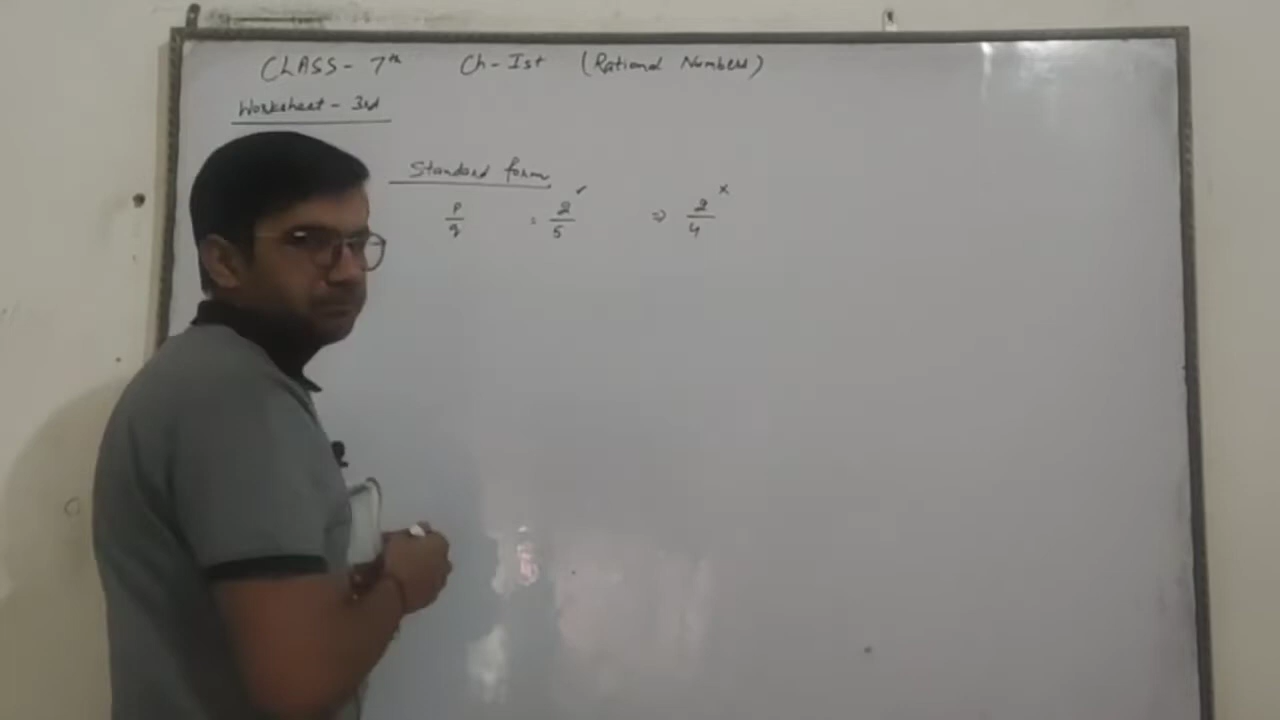 CLASS- 7th Ch-Ist (Rational Numbers)
Worksheet - 3rd
Standard form
p/q = 2/5 ✓ ⇒ 2/4 ×